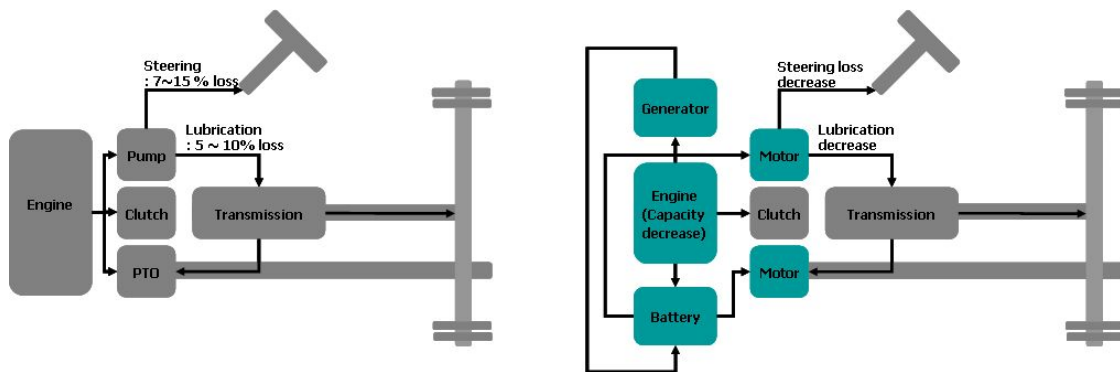 Steering
: 7~15 % loss
Lubrication
: 5 ~ 10% loss
Pump
Engine
Clutch
Transmission
PTO
Steering loss
decrease
Generator
Lubrication
decrease
Motor
Engine
(Capacity
decrease)
Clutch
Transmission
Motor
Battery